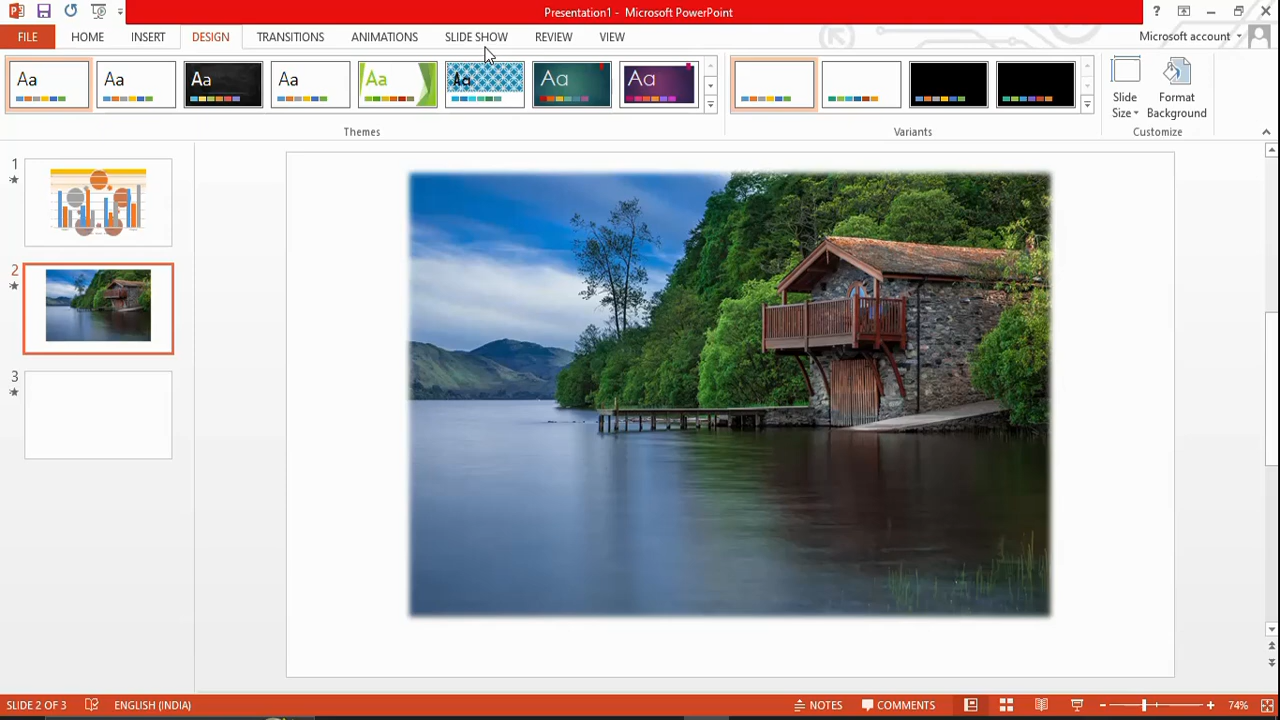 Presentation1 - Microsoft PowerPoint
?
FILE HOME INSERT DESIGN TRANSITIONS ANIMATIONS SLIDE SHOW REVIEW VIEW Microsoft account
Aa Aa Aa Aa Aa Aa Aa Aa
Slide Size
Format Background
Themes Variants Customize
1
2
3
SLIDE 2 OF 3 ENGLISH (INDIA) NOTES COMMENTS 74%